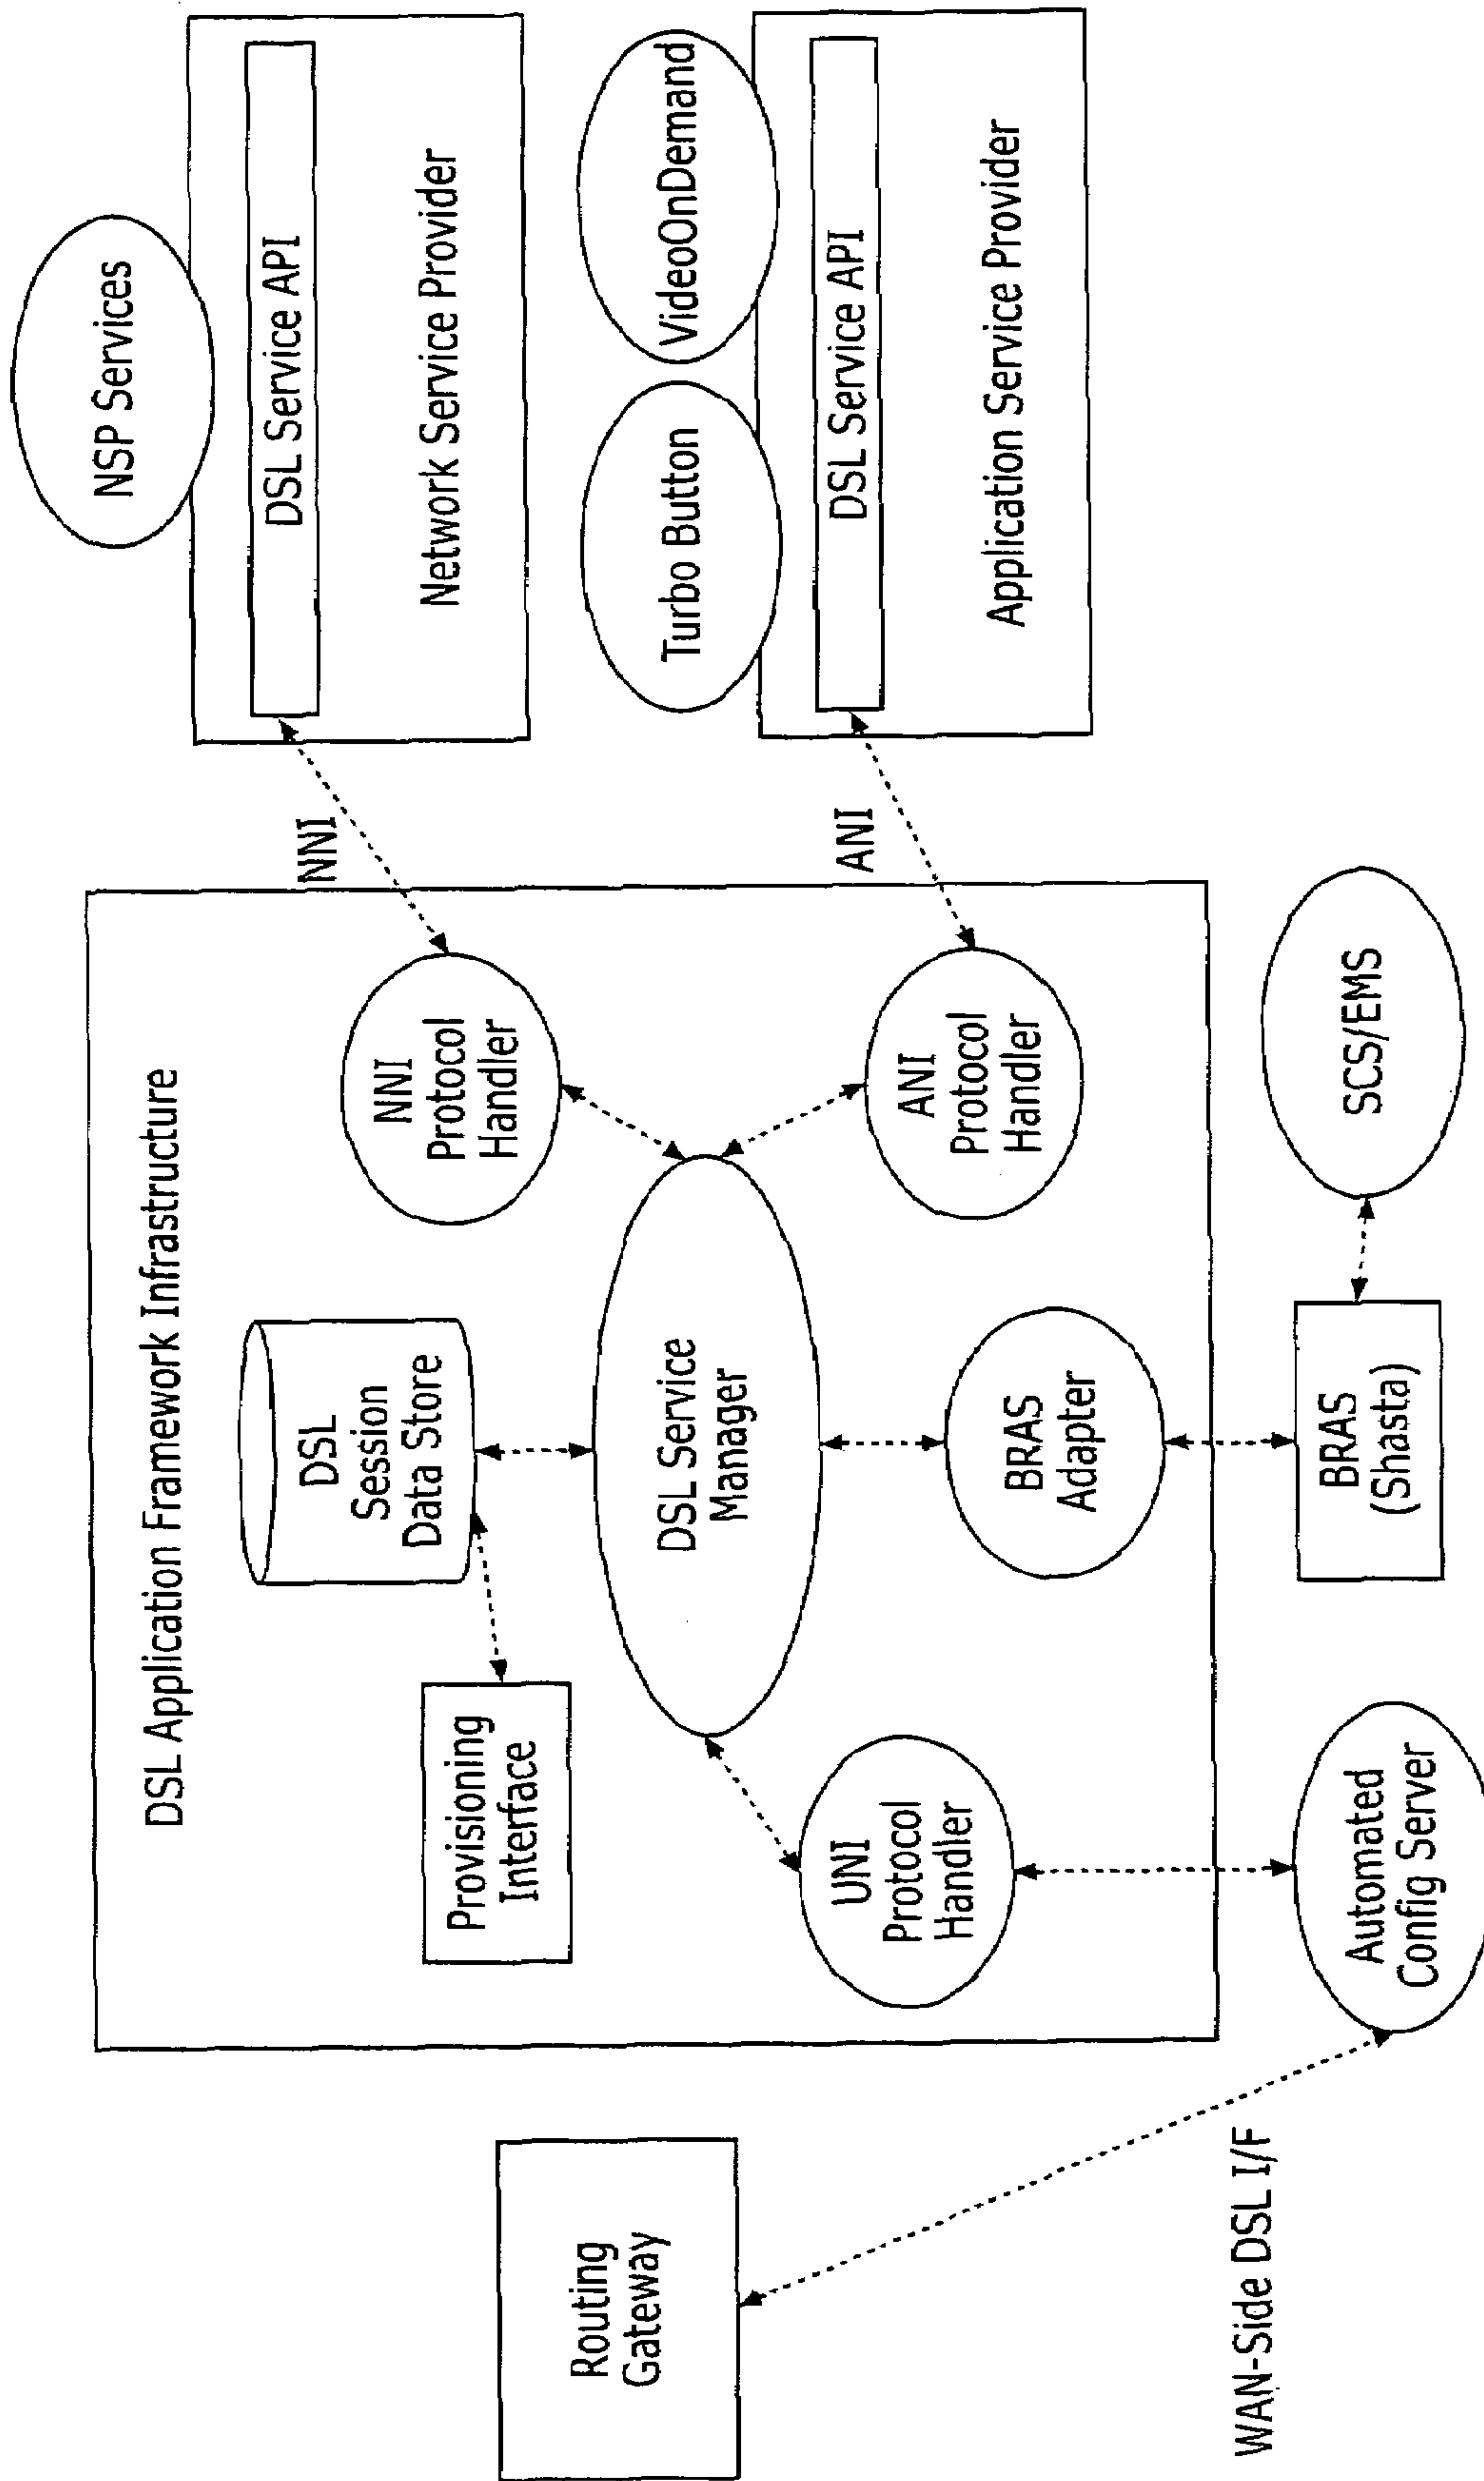 DSL Application Framework Infrastructure
NSP Services
DSL Service API
Network Service Provider
DSL
Session
Data Store
NNI
NNI
Protocol
Handler
Provisioning
Interface
Routing
Gateway
DSL Service
Manager
Turbo Button
VideoOnDemand
DSL Service API
Application Service Provider
ANI
UNI
Protocol
Handler
BRAS
Adapter
ANI
Protocol
Handler
WAN-Side DSL I/F
Automated
Config Server
BRAS
(Shasta)
SCS/EMS